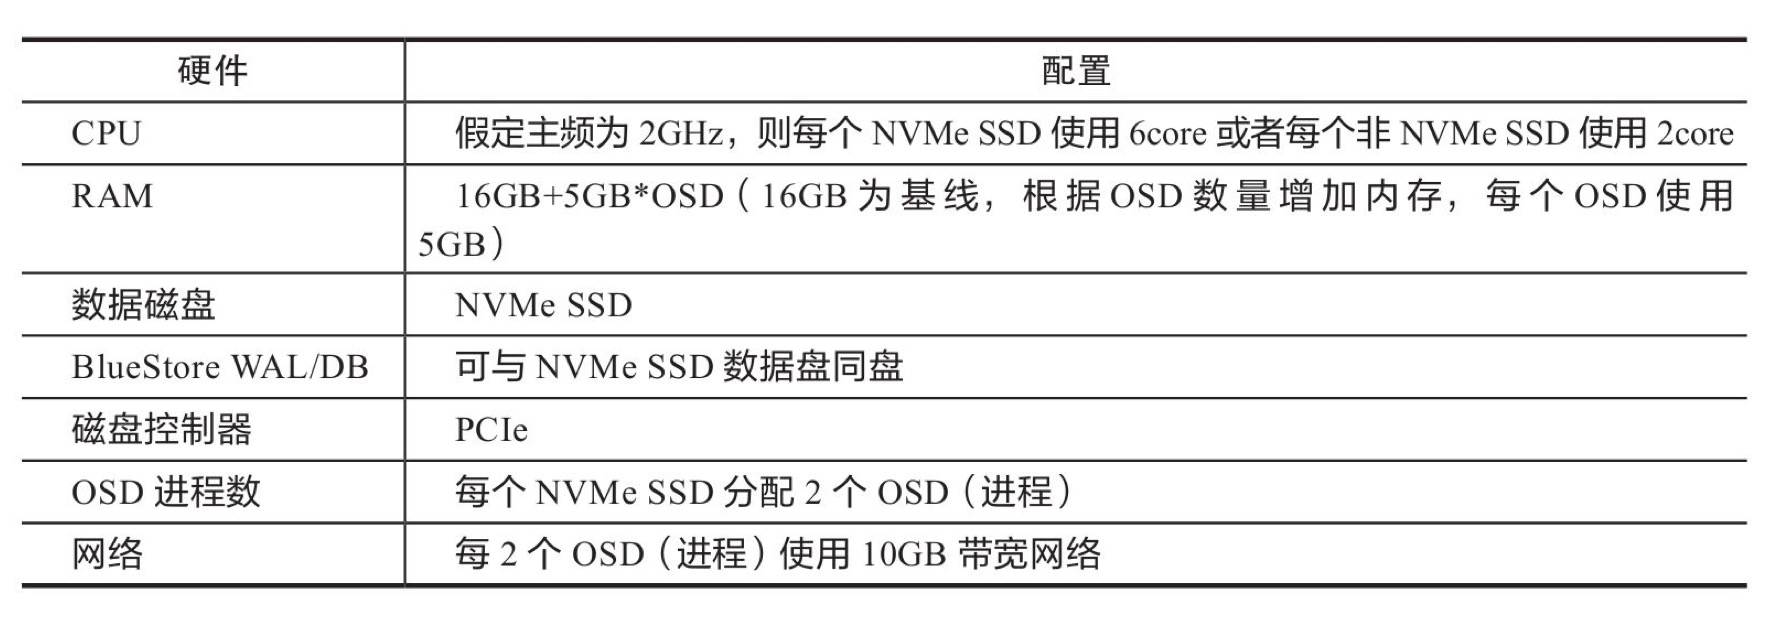 硬件 配置
CPU 假定主频为 2GHz，则每个 NVMe SSD 使用 6core 或者每个非 NVMe SSD 使用 2core
RAM 16GB+5GB*OSD（16GB 为基线，根据 OSD 数量增加内存，每个 OSD 使用
5GB）
数据磁盘 NVMe SSD
BlueStore WAL/DB 可与 NVMe SSD 数据盘同盘
磁盘控制器 PCIe
OSD 进程数 每个 NVMe SSD 分配 2 个 OSD（进程）
网络 每 2 个 OSD（进程）使用 10GB 带宽网络